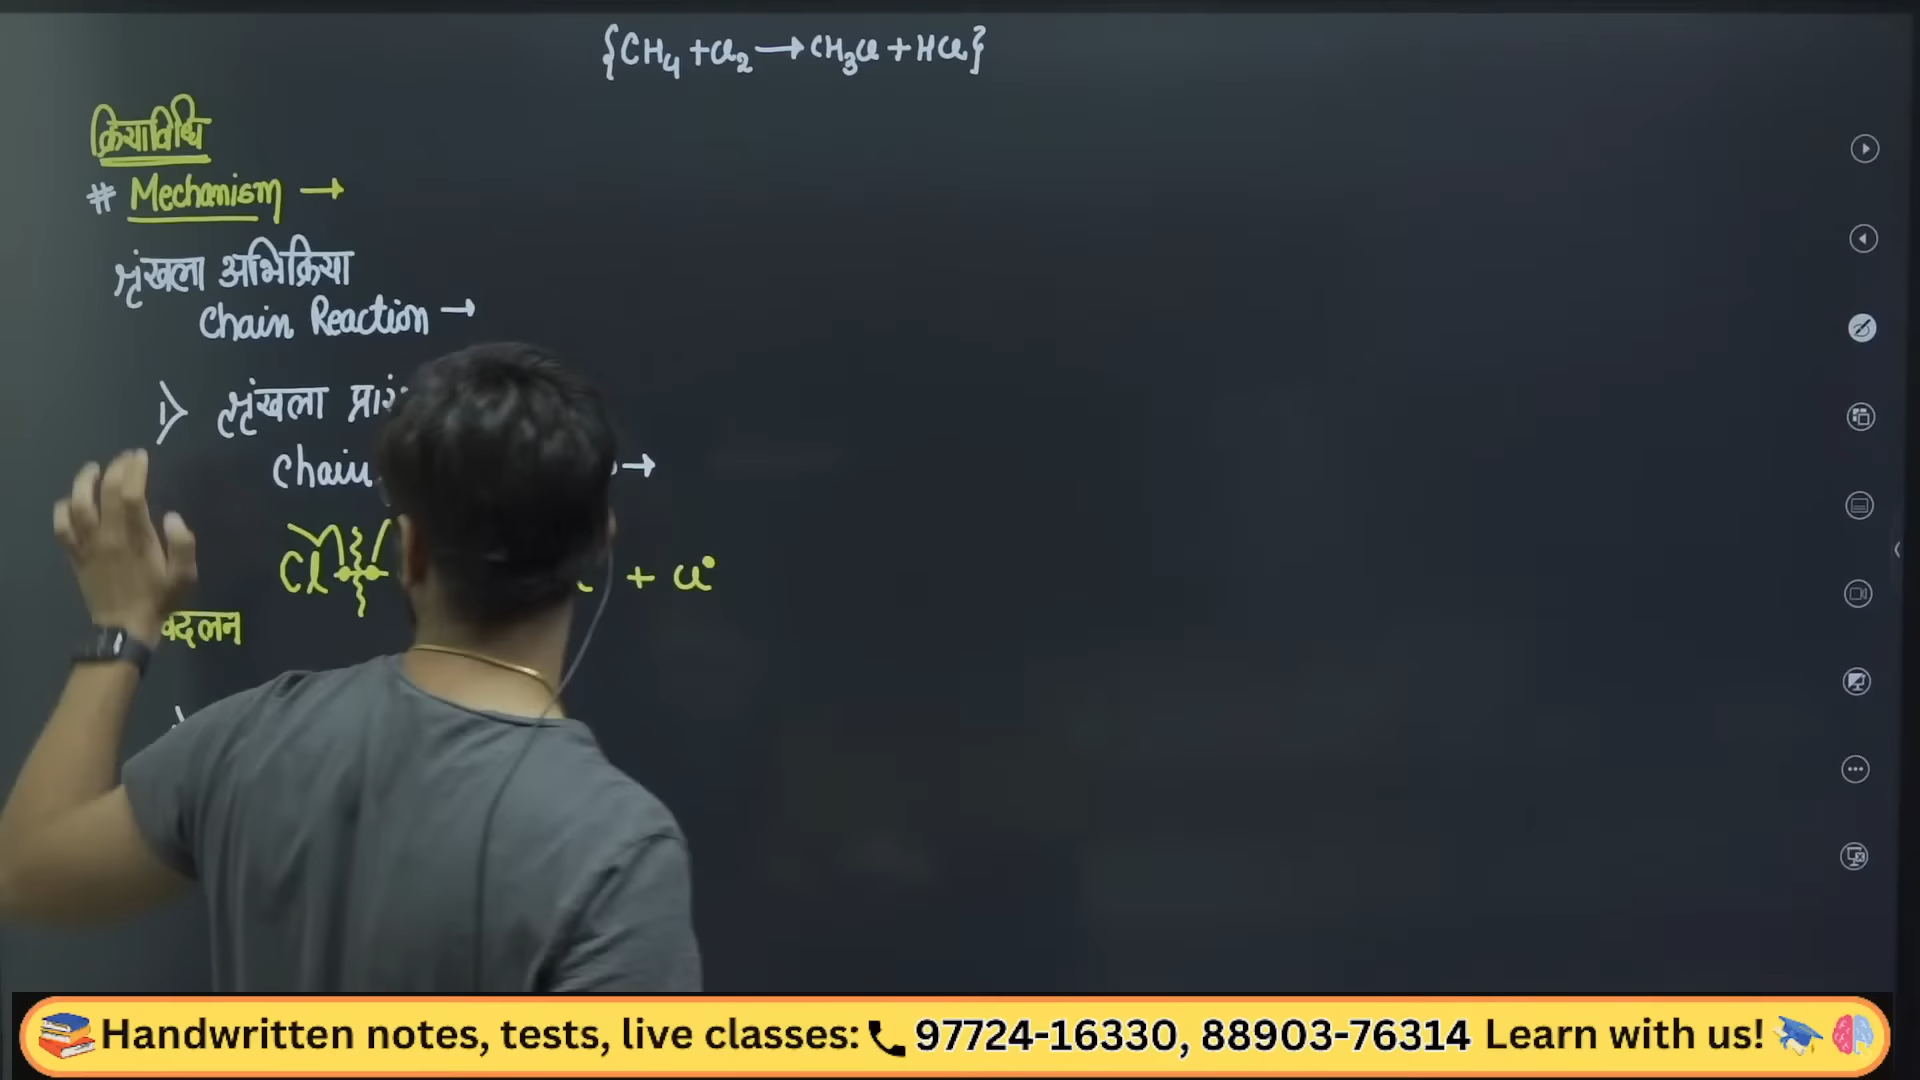 {CH₄ + Cl₂ → CH₃Cl + HCl}
क्रियाविधि
# Mechanism →
श्रृंखला अभिक्रिया
Chain Reaction →
1> श्रृंखला
Chain →
Cl + Cl•
Handwritten notes, tests, live classes: 97724-16330, 88903-76314 Learn with us!